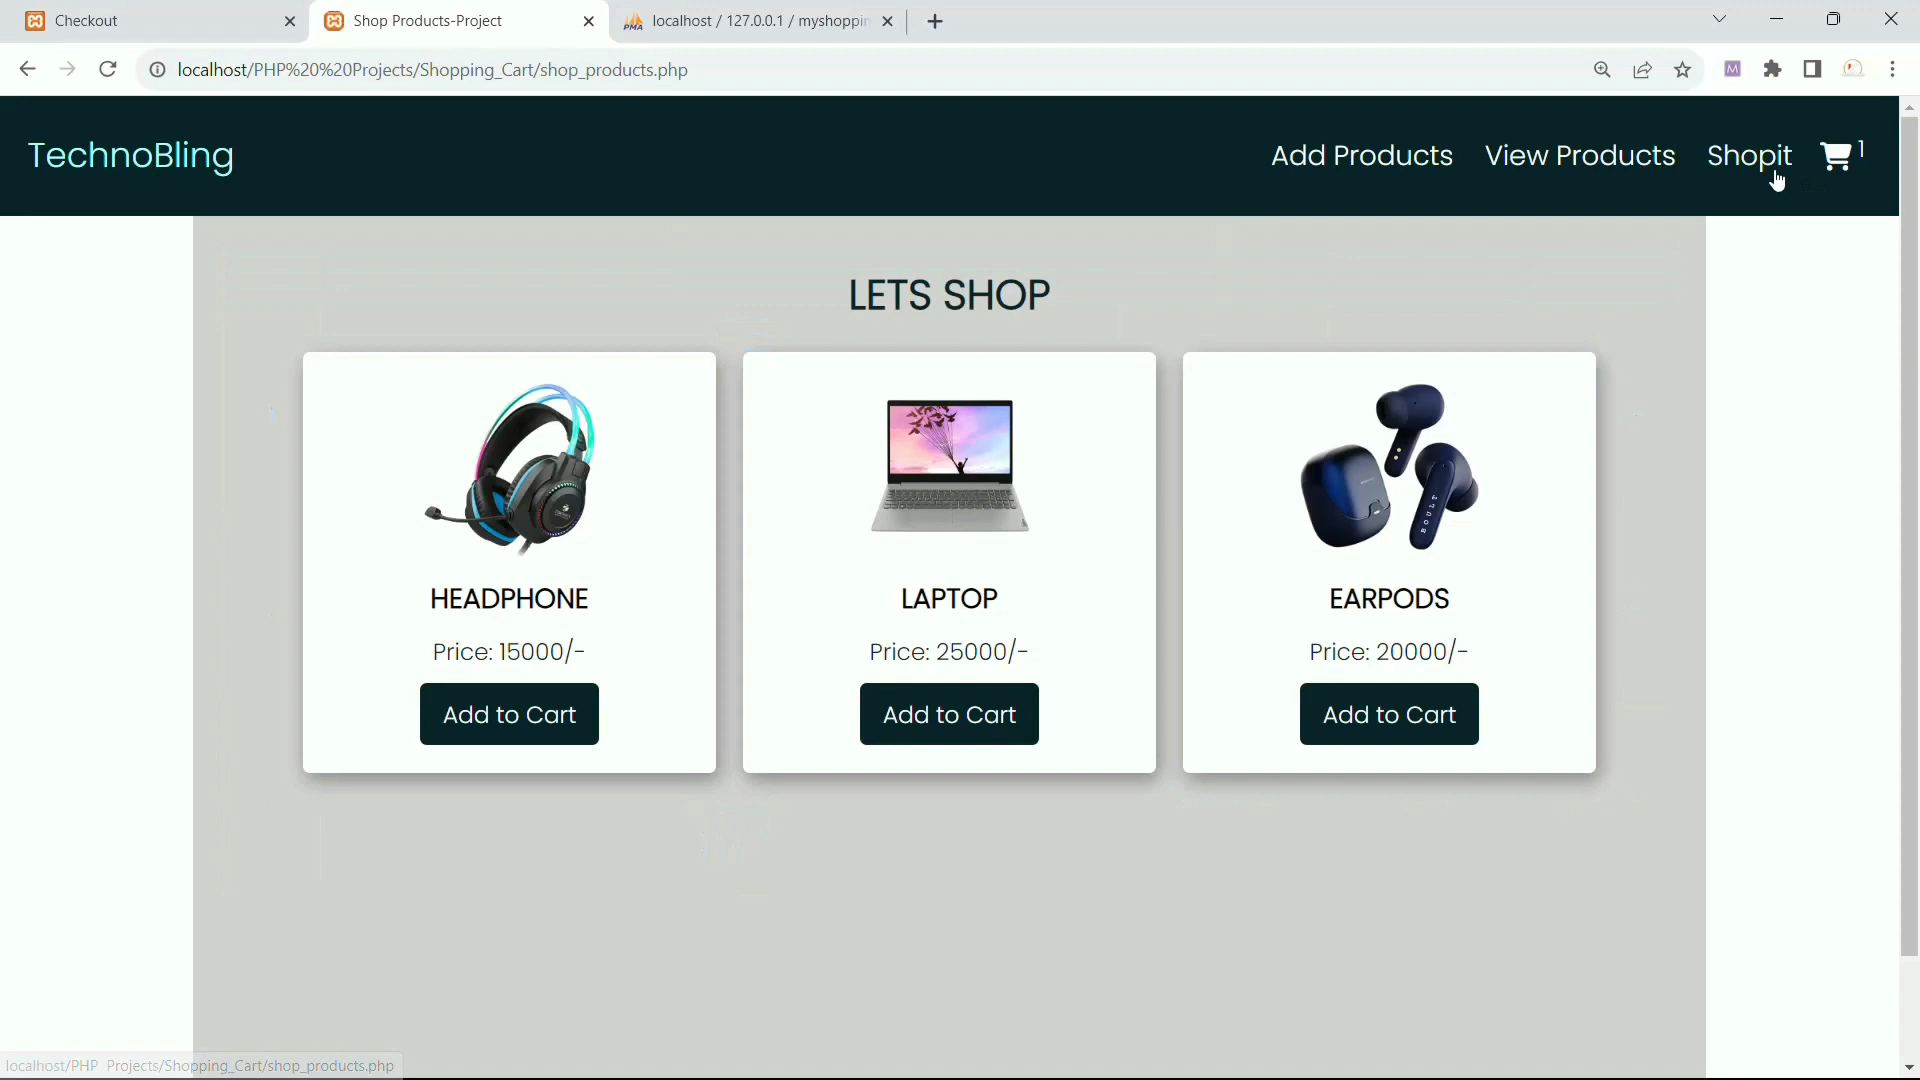 Checkout
Shop Products-Project
localhost / 127.0.0.1 / myshoppin
localhost/PHP%20%20Projects/Shopping_Cart/shop_products.php
M
TechnoBling
Add Products View Products Shopit 1
LETS SHOP
BOULT
HEADPHONE
Price: 15000/-
Add to Cart
LAPTOP
Price: 25000/-
Add to Cart
EARPODS
Price: 20000/-
Add to Cart
localhost/PHP Projects/Shopping_Cart/shop_products.php